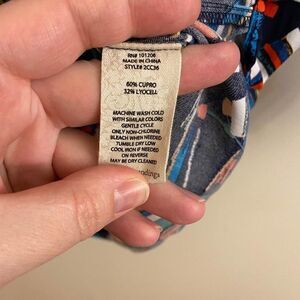 RN# 101206
MADE IN CHINA
STYLE# 2CC36
60% CUPRO
32% LYOCELL
MACHINE WASH COLD
WITH SIMILAR COLORS
GENTLE CYCLE
ONLY NON-CHLORINE
BLEACH WHEN NEEDED
TUMBLE DRY LOW
COOL IRON IF NEEDED
ON REVERSE
MAY BE DRY CLEANED